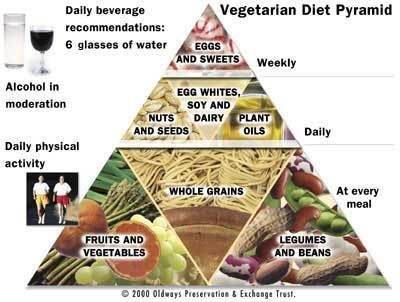 Vegetarian Diet Pyramid
Daily beverage
recommendations:
6 glasses of water
Alcohol in
moderation
Daily physical
activity
EGGS
AND SWEETS
Weekly
EGG WHITES,
SOY AND
DAIRY
NUTS
AND SEEDS
PLANT
OILS
Daily
WHOLE GRAINS
FRUITS AND
VEGETABLES
LEGUMES
AND BEANS
At every
meal
© 2000 Oldways Preservation & Exchange Trust.